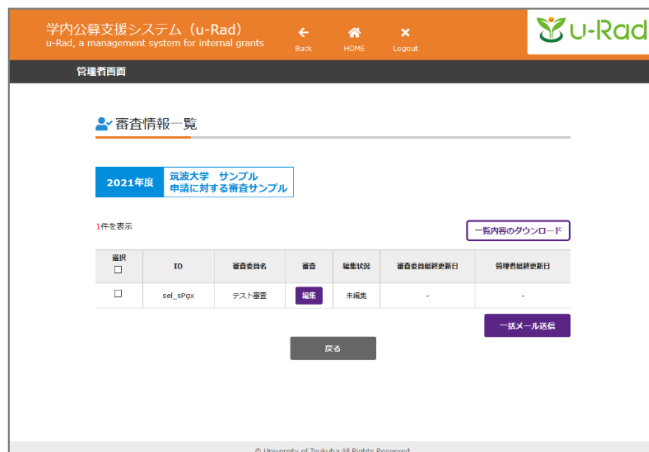 学内公募支援システム（u-Rad）
u-Rad, a management system for internal grants
Back HOME Logout
u-Rad
管理者画面
審査情報一覧
2021年度 筑波大学 サンプル
申請に対する審査サンプル
1件を表示
一覧内容のダウンロード
選択 ID 審査委員名 審査 編集状況 審査委員最終更新日 管理者最終更新日
sel_sPgx テスト審査 編集 未編集 - -
一括メール送信
戻る
© University of Tsukuba All Rights Reserved